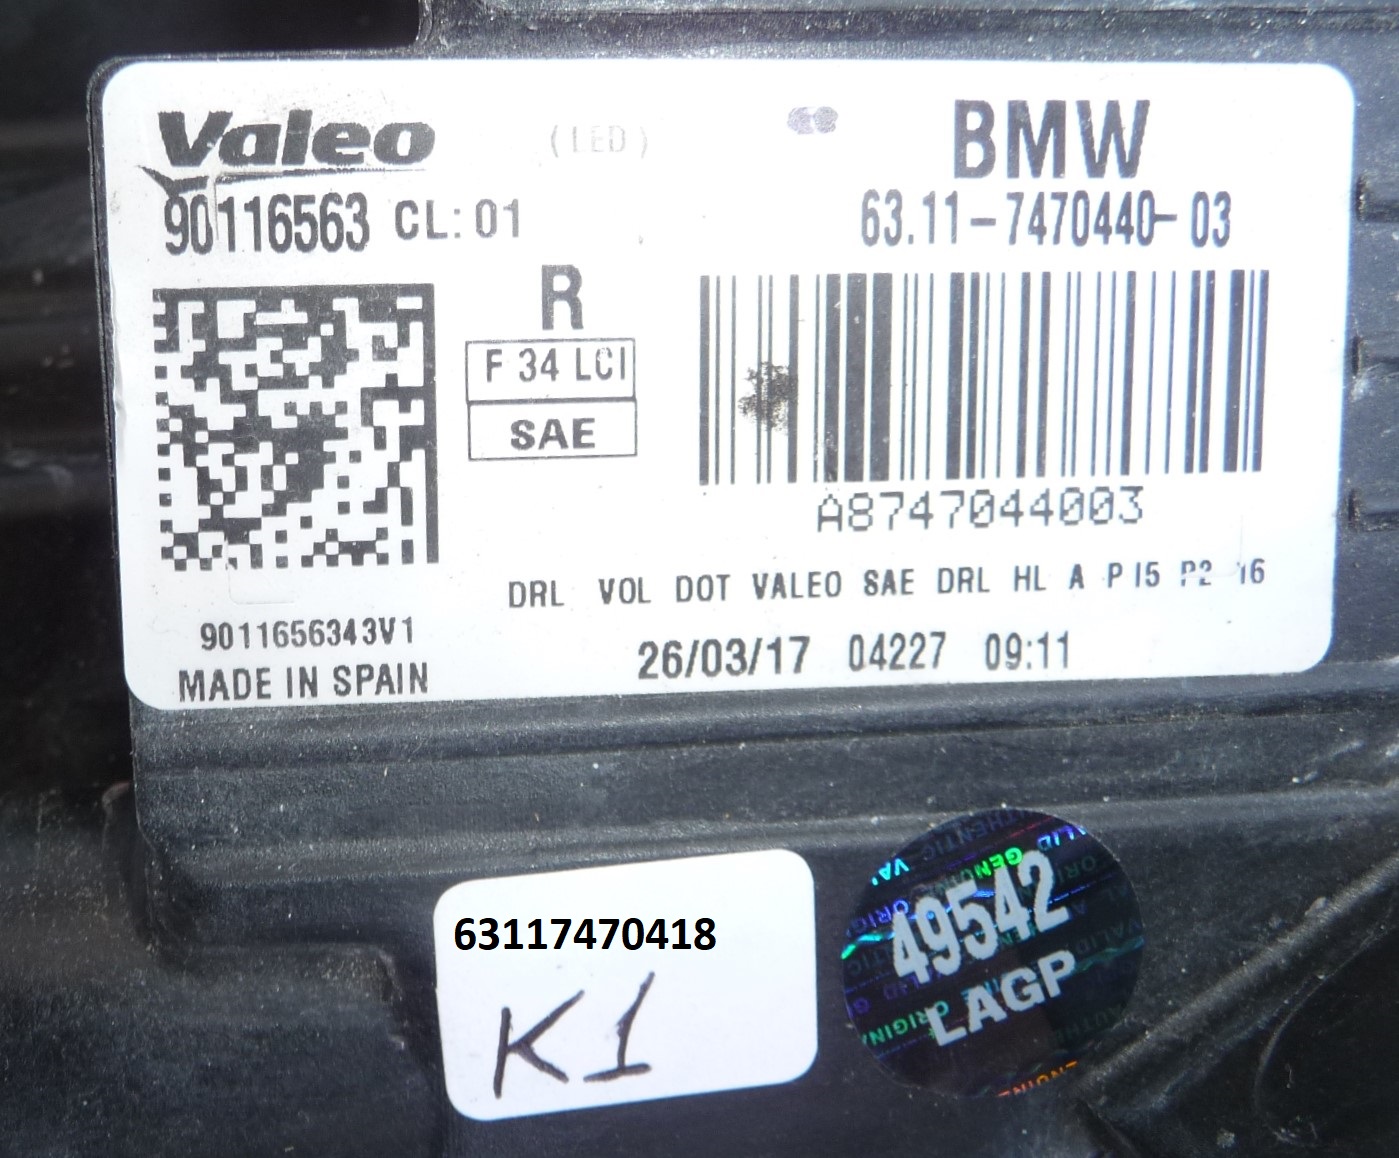 Valeo
(LED)
BMW
90116563 CL: 01
63.11-7470440-03
R
F 34 LCI
SAE
A8747044003
DRL VOL DOT VALEO SAE DRL HL A P I5 P2 16
9011656343V1
26/03/17 04227 09:11
MADE IN SPAIN
63117470418
K1
49542
LAGP